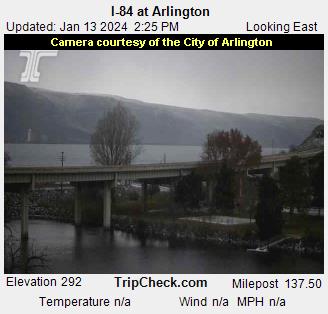 I-84 at Arlington
Updated: Jan 13 2024 2:25 PM Looking East
Camera courtesy of the City of Arlington
Elevation 292 TripCheck.com Milepost 137.50
Temperature n/a Wind n/a MPH n/a